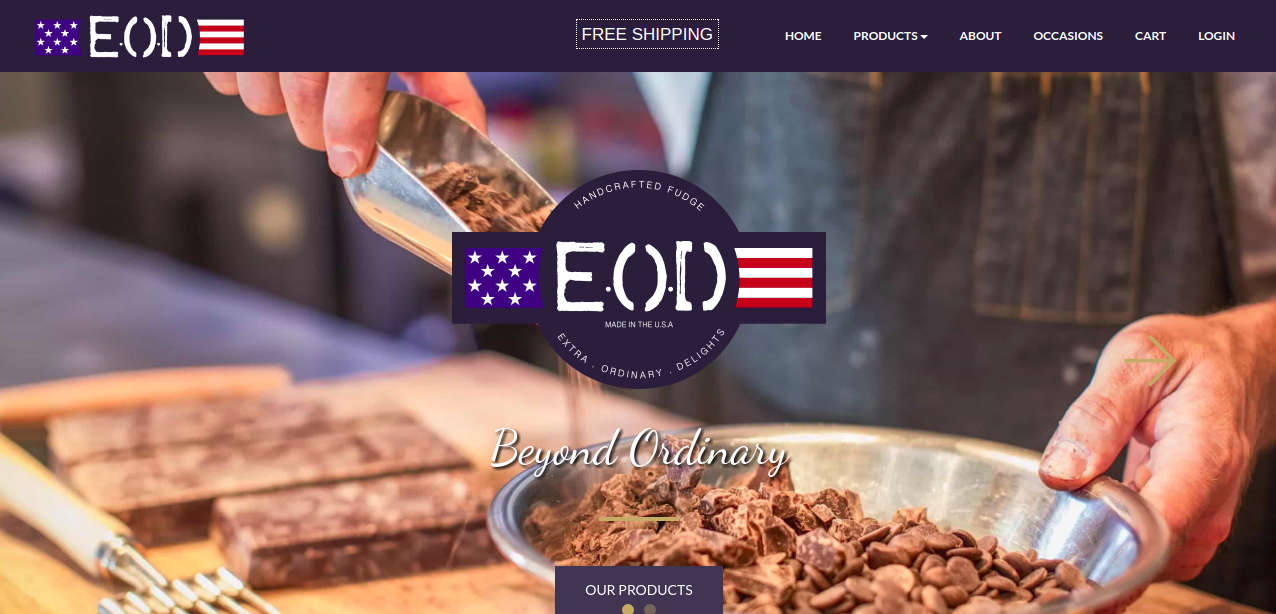 E.O.D
FREE SHIPPING
HOME
PRODUCTS
ABOUT
OCCASIONS
CART
LOGIN
HANDCRAFTED FUDGE
E.O.D
MADE IN THE U.S.A
EXTRA . ORDINARY . DELIGHTS
Beyond Ordinary
OUR PRODUCTS